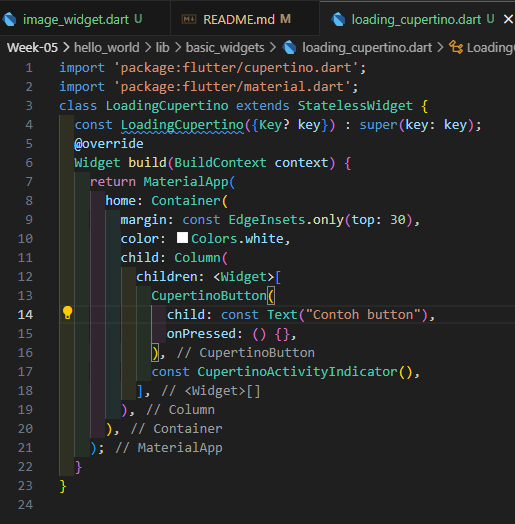 image_widget.dart U README.md M loading_cupertino.dart U
Week-05 > hello_world > lib > basic_widgets > loading_cupertino.dart > Loading
1 import 'package:flutter/cupertino.dart';
2 import 'package:flutter/material.dart';
3 class LoadingCupertino extends StatelessWidget {
4 const LoadingCupertino({Key? key}) : super(key: key);
5 @override
6 Widget build(BuildContext context) {
7 return MaterialApp(
8 home: Container(
9 margin: const EdgeInsets.only(top: 30),
10 color: Colors.white,
11 child: Column(
12 children: <Widget>[
13 CupertinoButton(
14 child: const Text("Contoh button"),
15 onPressed: () {},
16 ), // CupertinoButton
17 const CupertinoActivityIndicator(),
18 ], // <Widget>[]
19 ), // Column
20 ), // Container
21 ); // MaterialApp
22 }
23 }
24